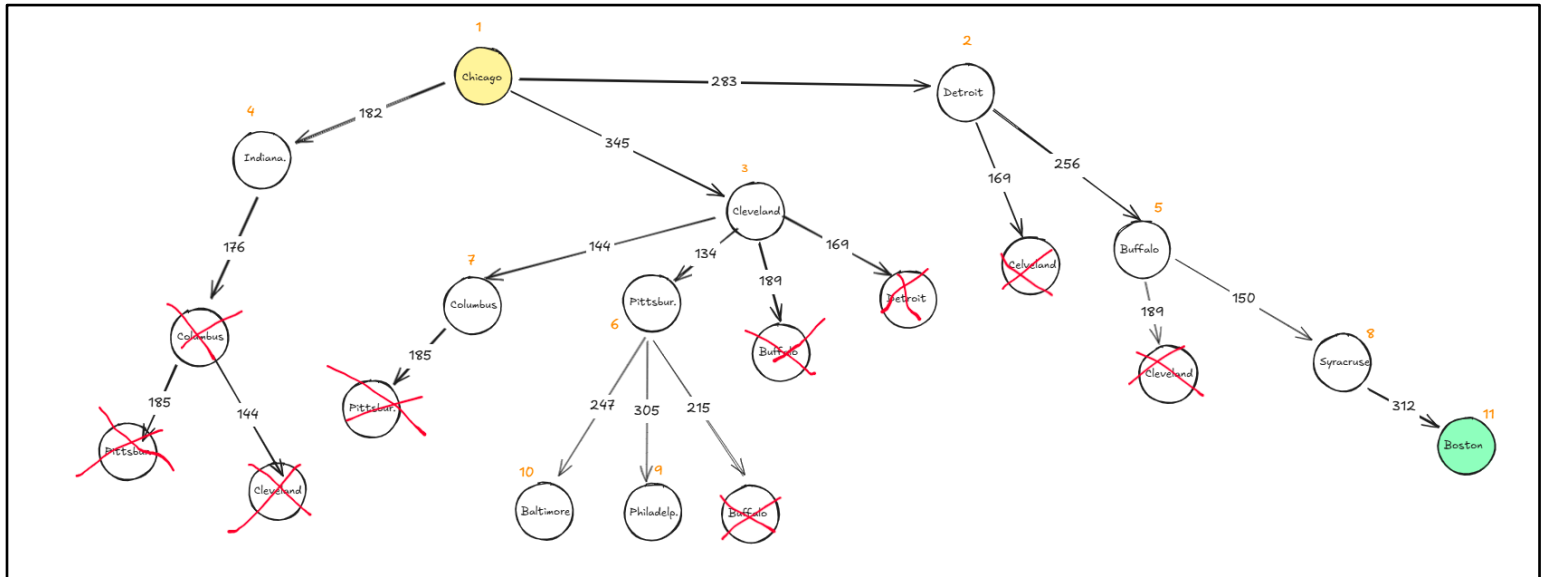 1
2
Chicago
283
Detroit
4
182
345
Indiana.
256
3
169
Cleveland
5
176
144
134
169
Buffalo
7
189
Celveland
150
Columbus
Pittsbur.
Detroit
6
189
8
Columbus
185
Buffalo
Syracruse
Cleveland
185
144
Pittsbur.
247
305
215
312
11
Pittsbur.
Boston
10
9
Cleveland
Baltimore
Philadelp.
Buffalo